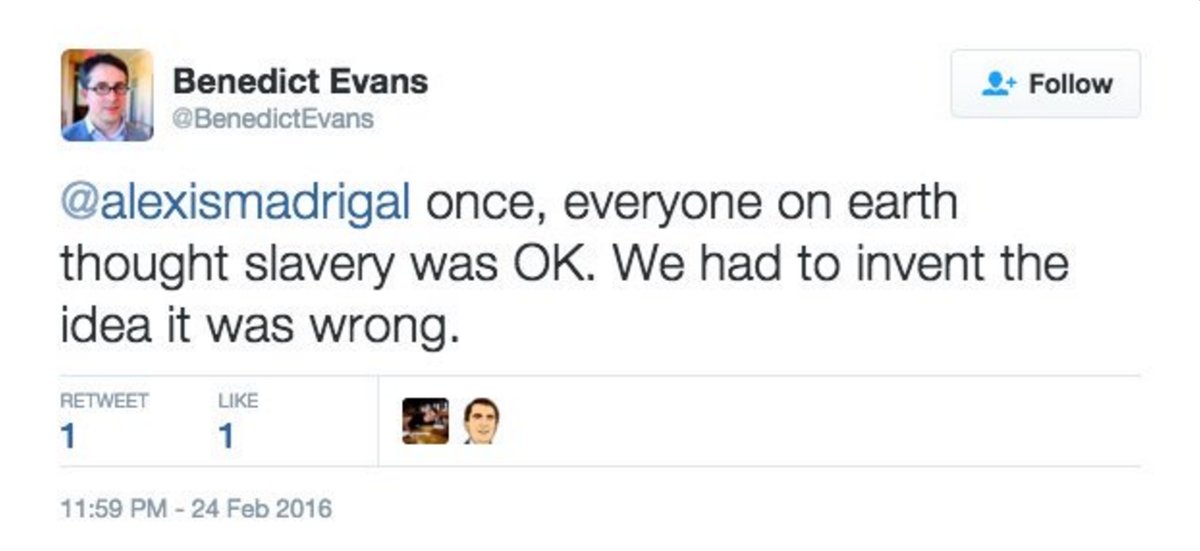 Benedict Evans
@BenedictEvans
Follow
@alexismadrigal once, everyone on earth
thought slavery was OK. We had to invent the
idea it was wrong.
RETWEET
1
LIKE
1
11:59 PM - 24 Feb 2016